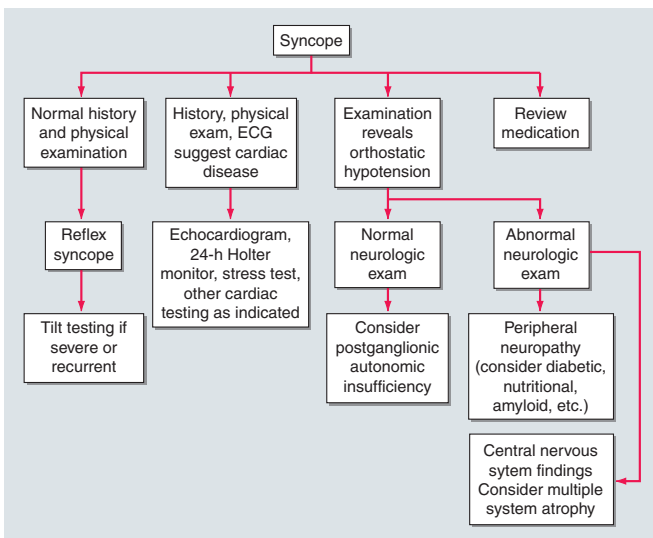 Syncope
Normal history
and physical
examination
History, physical
exam, ECG
suggest cardiac
disease
Examination
reveals
orthostatic
hypotension
Review
medication
Reflex
syncope
Echocardiogram,
24-h Holter
monitor, stress test,
other cardiac
testing as indicated
Normal
neurologic
exam
Abnormal
neurologic
exam
Tilt testing if
severe or
recurrent
Consider
postganglionic
autonomic
insufficiency
Peripheral
neuropathy
(consider diabetic,
nutritional,
amyloid, etc.)
Central nervous
sytem findings
Consider multiple
system atrophy